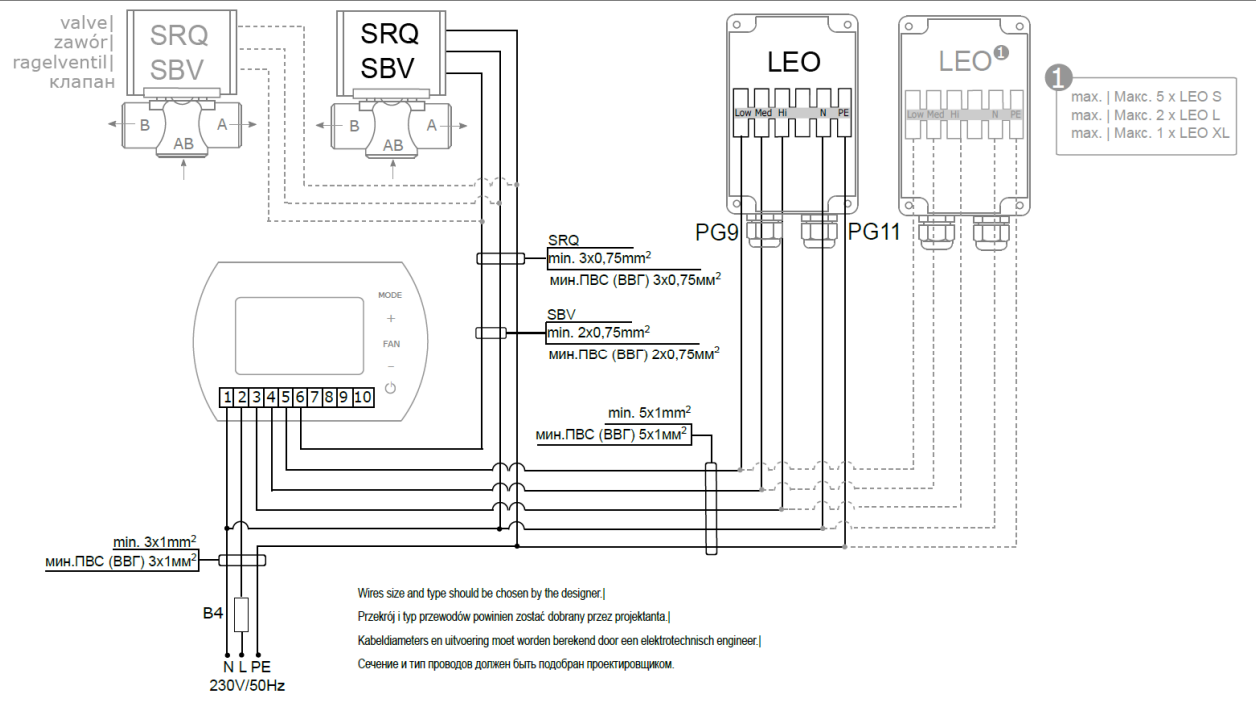 valve|
zawór|
ragelventil|
клапан
SRQ
SBV
B
A
AB
SRQ
SBV
B
A
AB
LEO
Low Med Hi N PE
LEO①
Low Med Hi N PE
1
max. | Макс. 5 x LEO S
max. | Макс. 2 x LEO L
max. | Макс. 1 x LEO XL
PG9
PG11
SRQ
min. 3x0,75mm²
мин.ПВС (ВВГ) 3x0,75мм²
SBV
min. 2x0,75mm²
мин.ПВС (ВВГ) 2x0,75мм²
MODE
+
FAN
−
1 2 3 4 5 6 7 8 9 10
min. 5x1mm²
мин.ПВС (ВВГ) 5x1мм²
min. 3x1mm²
мин.ПВС (ВВГ) 3x1мм²
B4
N L PE
230V/50Hz
Wires size and type should be chosen by the designer.|
Przekrój i typ przewodów powinien zostać dobrany przez projektanta.|
Kabeldiameters en uitvoering moet worden berekend door een elektrotechnisch engineer.|
Сечение и тип проводов должен быть подобран проектировщиком.